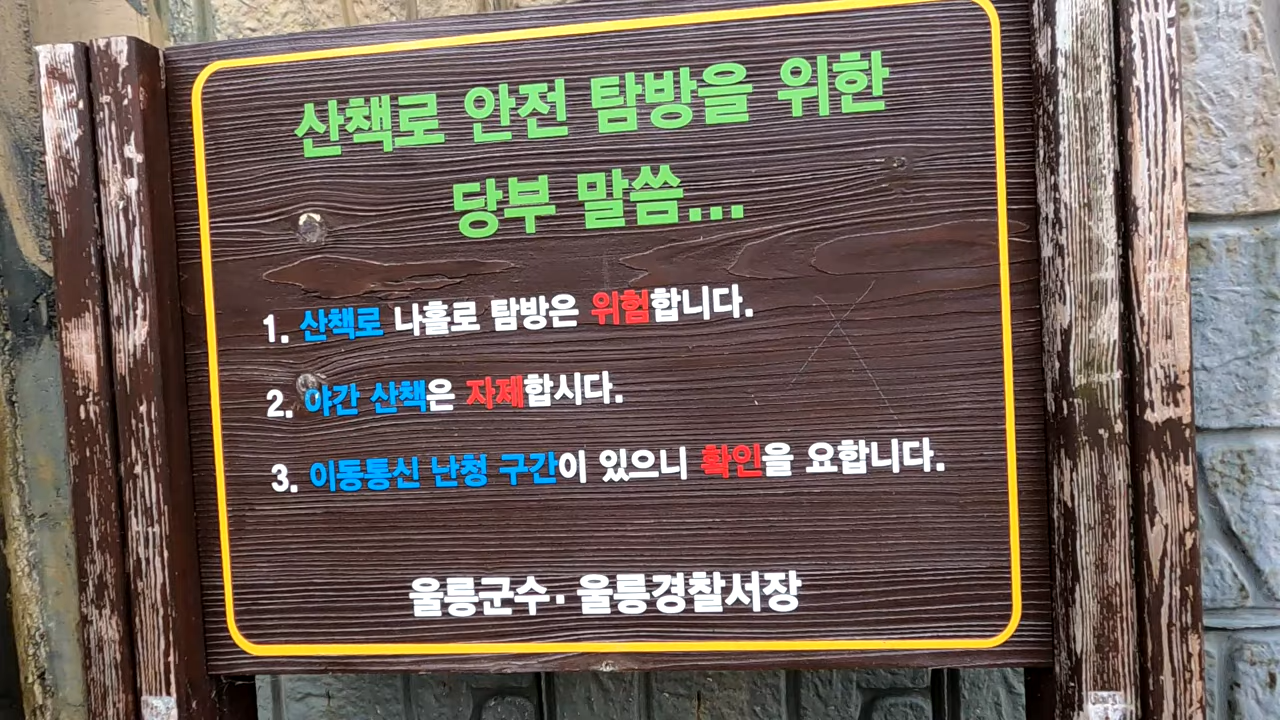 산책로 안전 탐방을 위한
당부 말씀...
1. 산책로 나홀로 탐방은 위험합니다.
2. 야간 산책은 자제합시다.
3. 이동통신 난청 구간이 있으니 확인을 요합니다.
울릉군수·울릉경찰서장